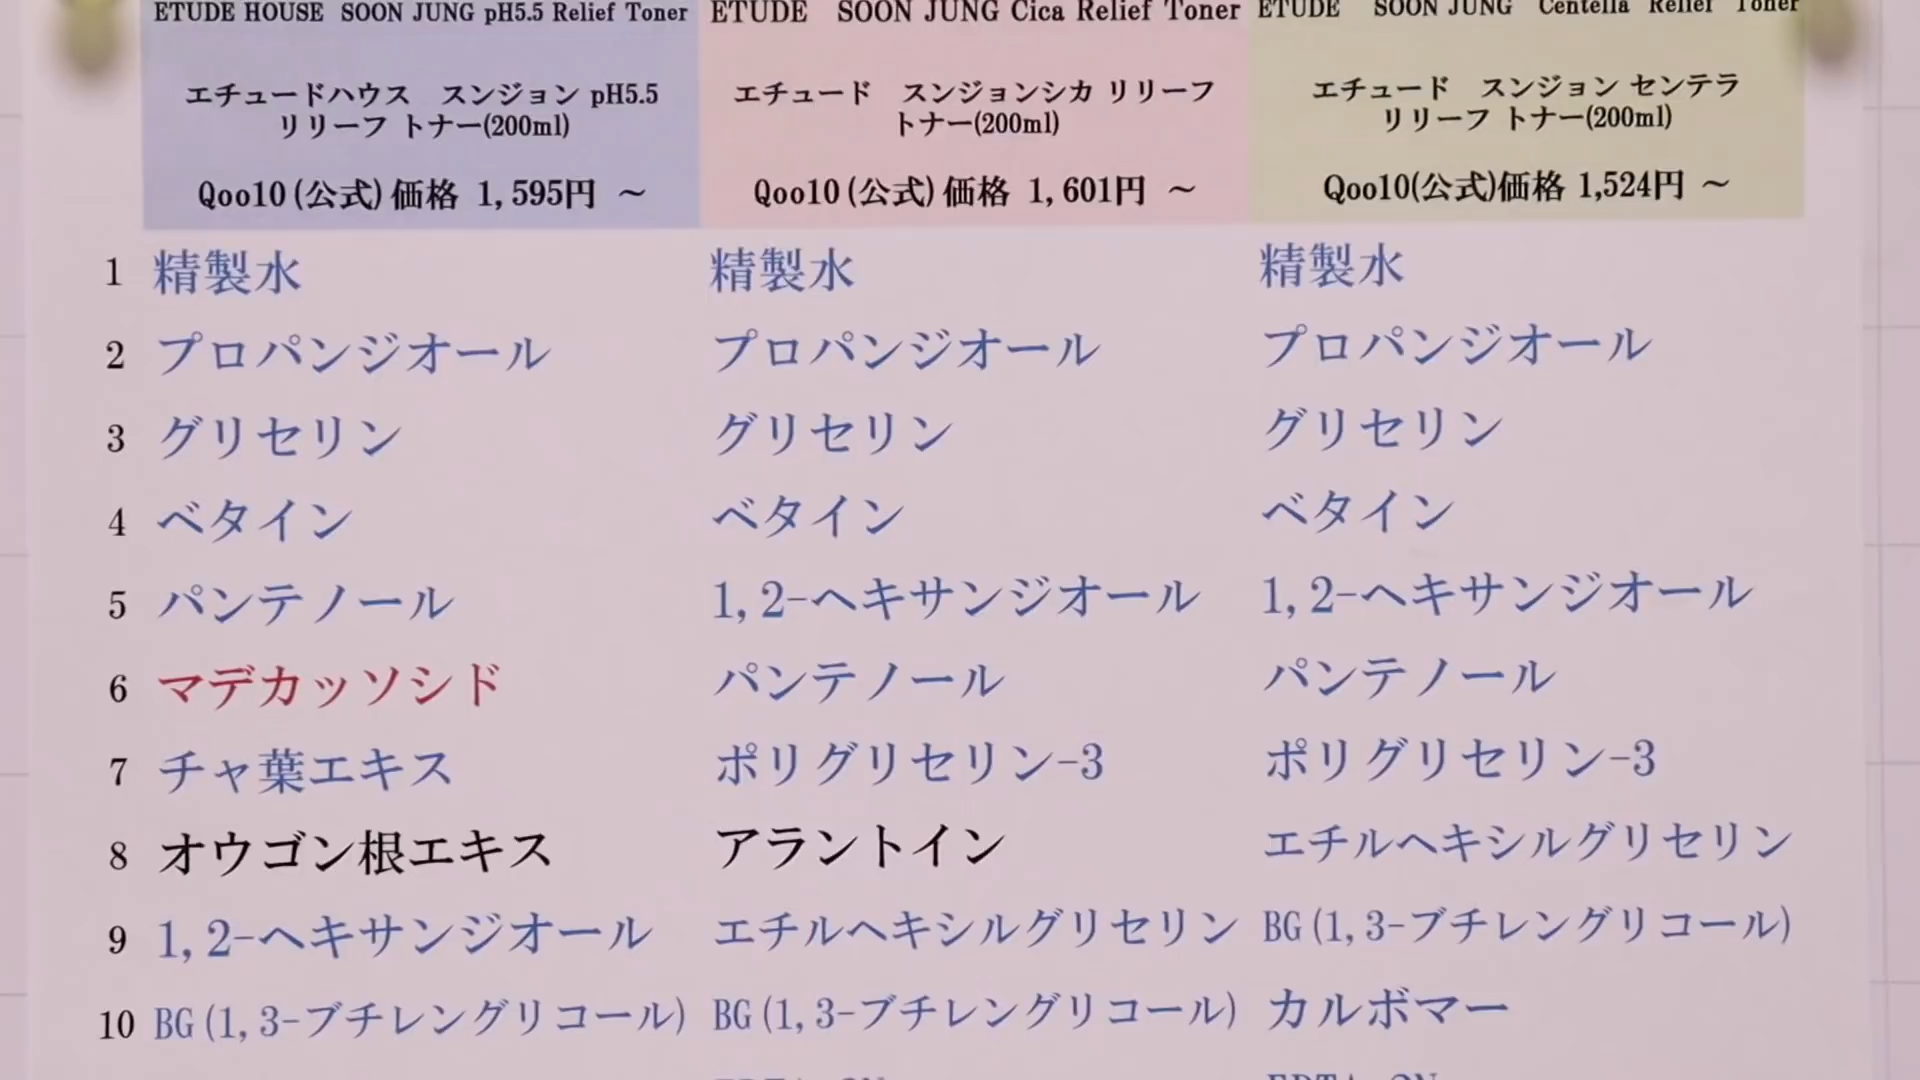 ETUDE HOUSE SOON JUNG pH5.5 Relief Toner
ETUDE SOON JUNG Cica Relief Toner
ETUDE SOON JUNG Centella Relief Toner
エチュードハウス スンジョン pH5.5
リリーフ トナー(200ml)
エチュード スンジョンシカ リリーフ
トナー(200ml)
エチュード スンジョン センテラ
リリーフ トナー(200ml)
Qoo10 (公式) 価格 1,595円 ～
Qoo10 (公式) 価格 1,601円 ～
Qoo10(公式)価格 1,524円 ～
1 精製水 精製水 精製水
2 プロパンジオール プロパンジオール プロパンジオール
3 グリセリン グリセリン グリセリン
4 ベタイン ベタイン ベタイン
5 パンテノール 1,2-ヘキサンジオール 1,2-ヘキサンジオール
6 マデカッソシド パンテノール パンテノール
7 チャ葉エキス ポリグリセリン-3 ポリグリセリン-3
8 オウゴン根エキス アラントイン エチルヘキシルグリセリン
9 1,2-ヘキサンジオール エチルヘキシルグリセリン BG (1,3-ブチレングリコール)
10 BG (1,3-ブチレングリコール) BG (1,3-ブチレングリコール) カルボマー